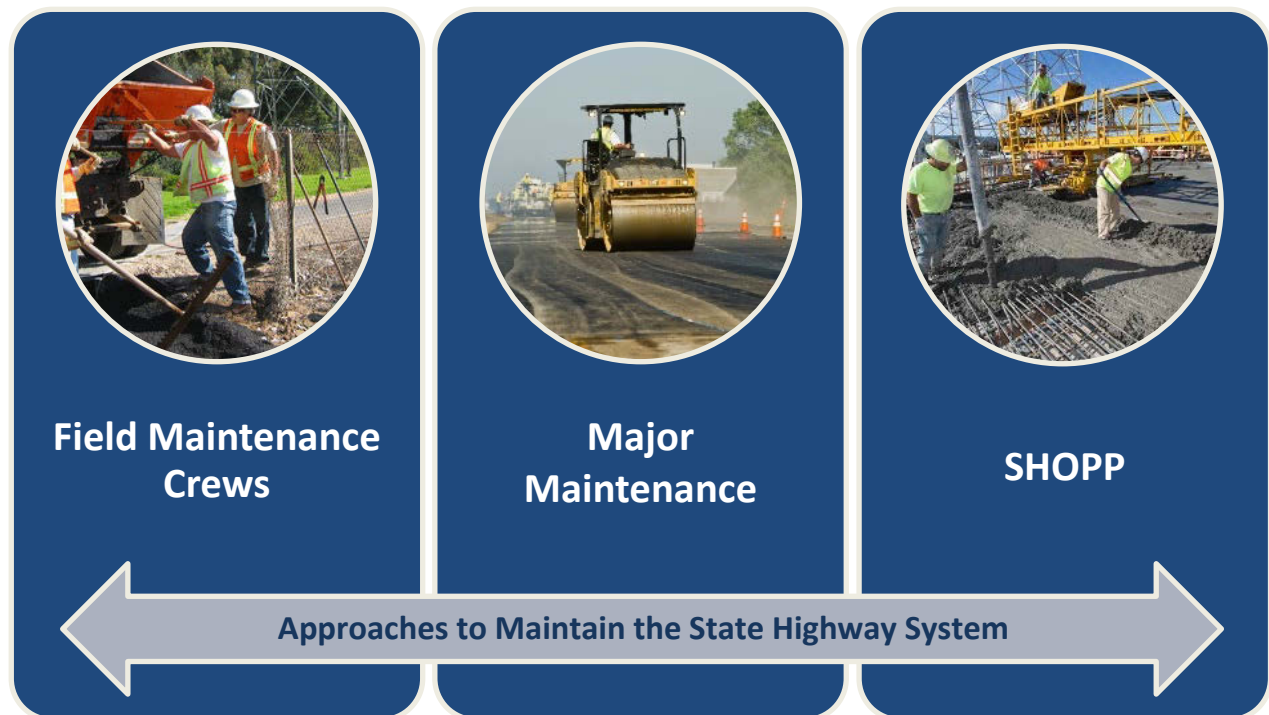 Field Maintenance
Crews
Major
Maintenance
SHOPP
Approaches to Maintain the State Highway System